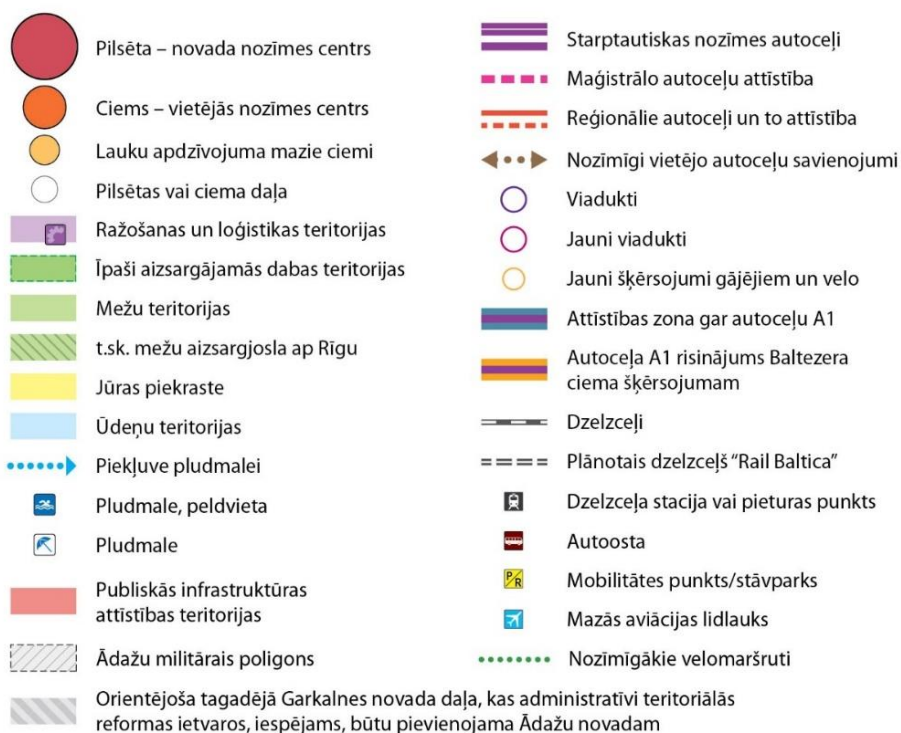 Pilsēta – novada nozīmes centrs
Ciems – vietējās nozīmes centrs
Lauku apdzīvojuma mazie ciemi
Pilsētas vai ciema daļa
Ražošanas un loģistikas teritorijas
Īpaši aizsargājamās dabas teritorijas
Mežu teritorijas
t.sk. mežu aizsargjosla ap Rīgu
Jūras piekraste
Ūdeņu teritorijas
Piekļuve pludmalei
Pludmale, peldvieta
Pludmale
Publiskās infrastruktūras
attīstības teritorijas
Ādažu militārais poligons
Starptautiskas nozīmes autoceļi
Maģistrālo autoceļu attīstība
Reģionālie autoceļi un to attīstība
Nozīmīgi vietējo autoceļu savienojumi
Viadukti
Jauni viadukti
Jauni šķērsojumi gājējiem un velo
Attīstības zona gar autoceļu A1
Autoceļa A1 risinājums Baltezera
ciema šķērsojumam
Dzelzceļi
Plānotais dzelzceļš "Rail Baltica"
Dzelzceļa stacija vai pieturas punkts
Autoosta
P/R
Mobilitātes punkts/stāvparks
Mazās aviācijas lidlauks
Nozīmīgākie velomaršruti
Orientējoša tagadējā Garkalnes novada daļa, kas administratīvi teritoriālās
reformas ietvaros, iespējams, būtu pievienojama Ādažu novadam